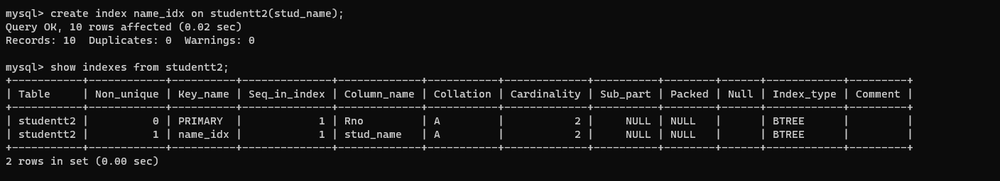 mysql> create index name_idx on studentt2(stud_name);
Query OK, 10 rows affected (0.02 sec)
Records: 10  Duplicates: 0  Warnings: 0

mysql> show indexes from studentt2;
+-----------+------------+----------+--------------+-------------+-----------+-------------+----------+--------+------+------------+---------+
| Table     | Non_unique | Key_name | Seq_in_index | Column_name | Collation | Cardinality | Sub_part | Packed | Null | Index_type | Comment |
+-----------+------------+----------+--------------+-------------+-----------+-------------+----------+--------+------+------------+---------+
| studentt2 |          0 | PRIMARY  |            1 | Rno         | A         |           2 |     NULL | NULL   |      | BTREE      |         |
| studentt2 |          1 | name_idx |            1 | stud_name   | A         |           2 |     NULL | NULL   |      | BTREE      |         |
+-----------+------------+----------+--------------+-------------+-----------+-------------+----------+--------+------+------------+---------+
2 rows in set (0.00 sec)